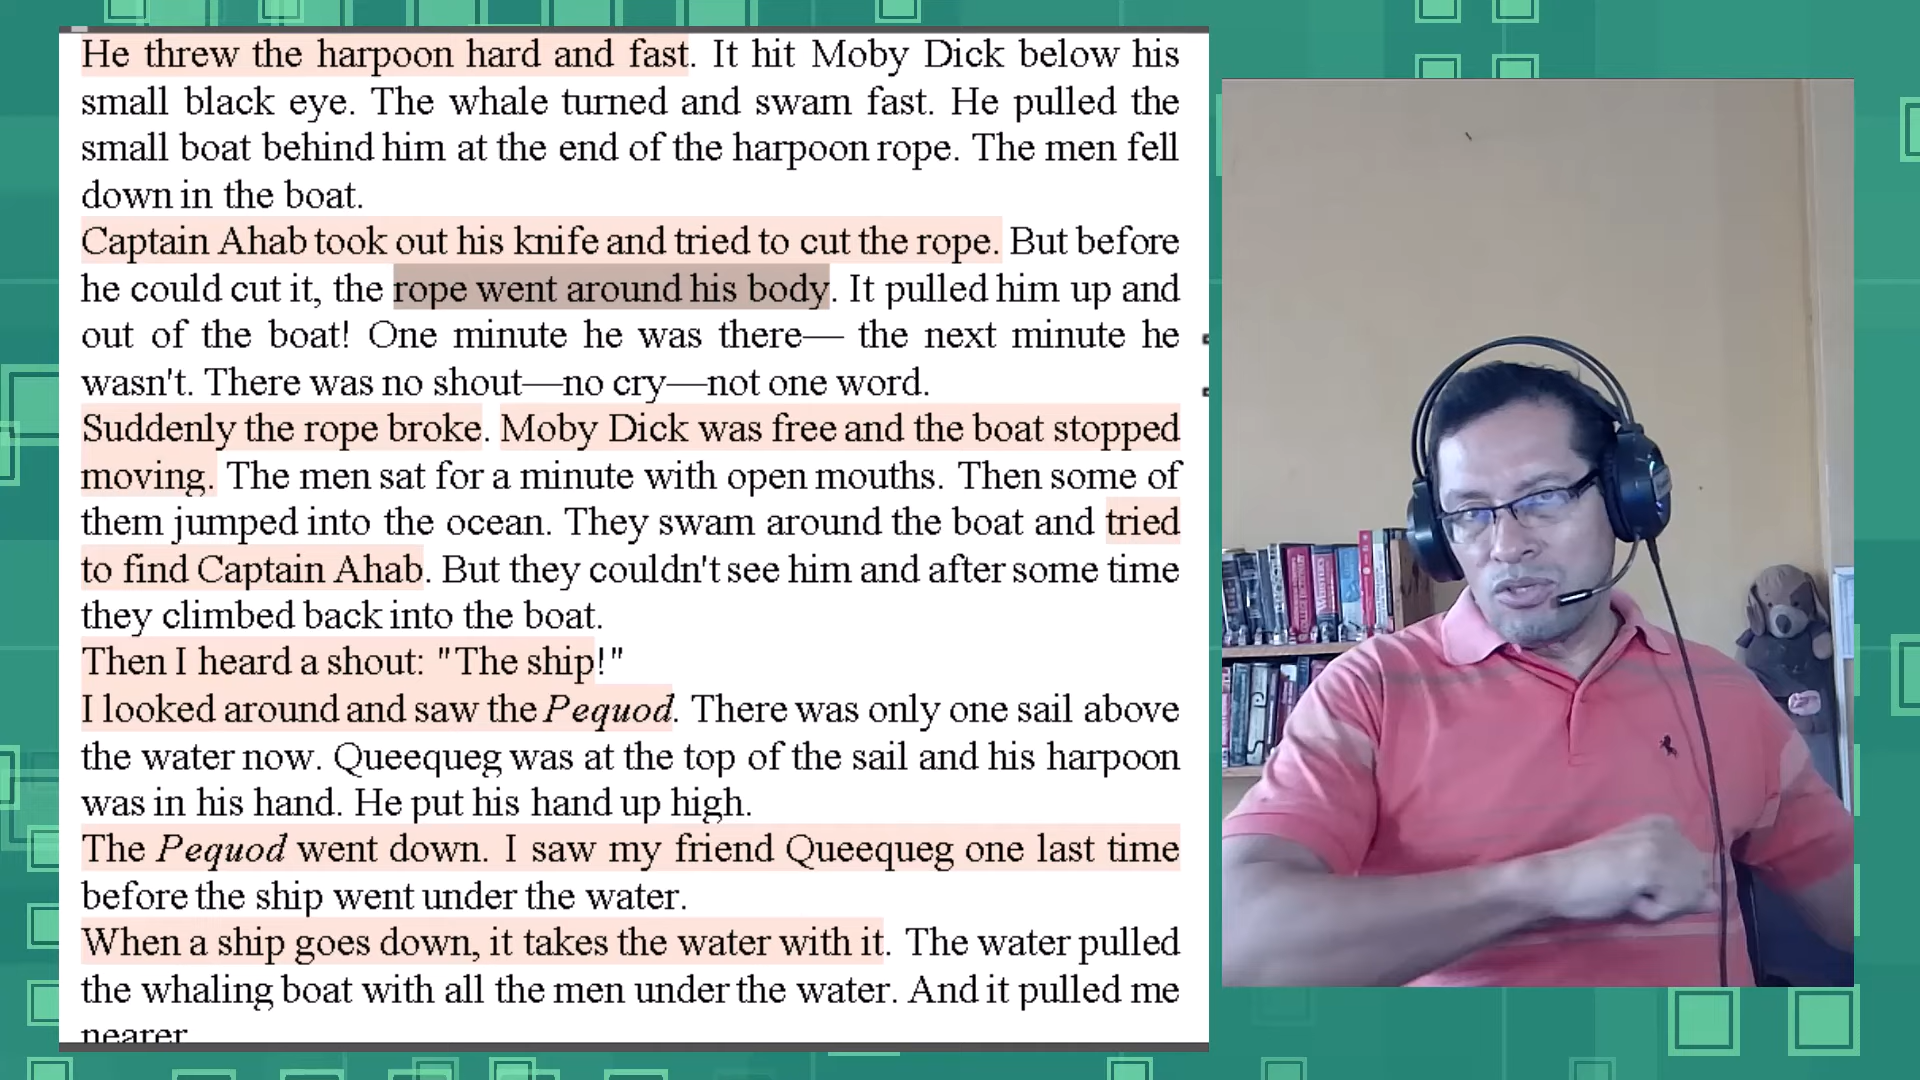 He threw the harpoon hard and fast. It hit Moby Dick below his
small black eye. The whale turned and swam fast. He pulled the
small boat behind him at the end of the harpoon rope. The men fell
down in the boat.
Captain Ahab took out his knife and tried to cut the rope. But before
he could cut it, the rope went around his body. It pulled him up and
out of the boat! One minute he was there— the next minute he
wasn't. There was no shout—no cry—not one word.
Suddenly the rope broke. Moby Dick was free and the boat stopped
moving. The men sat for a minute with open mouths. Then some of
them jumped into the ocean. They swam around the boat and tried
to find Captain Ahab. But they couldn't see him and after some time
they climbed back into the boat.
Then I heard a shout: "The ship!"
I looked around and saw the Pequod. There was only one sail above
the water now. Queequeg was at the top of the sail and his harpoon
was in his hand. He put his hand up high.
The Pequod went down. I saw my friend Queequeg one last time
before the ship went under the water.
When a ship goes down, it takes the water with it. The water pulled
the whaling boat with all the men under the water. And it pulled me
nearer